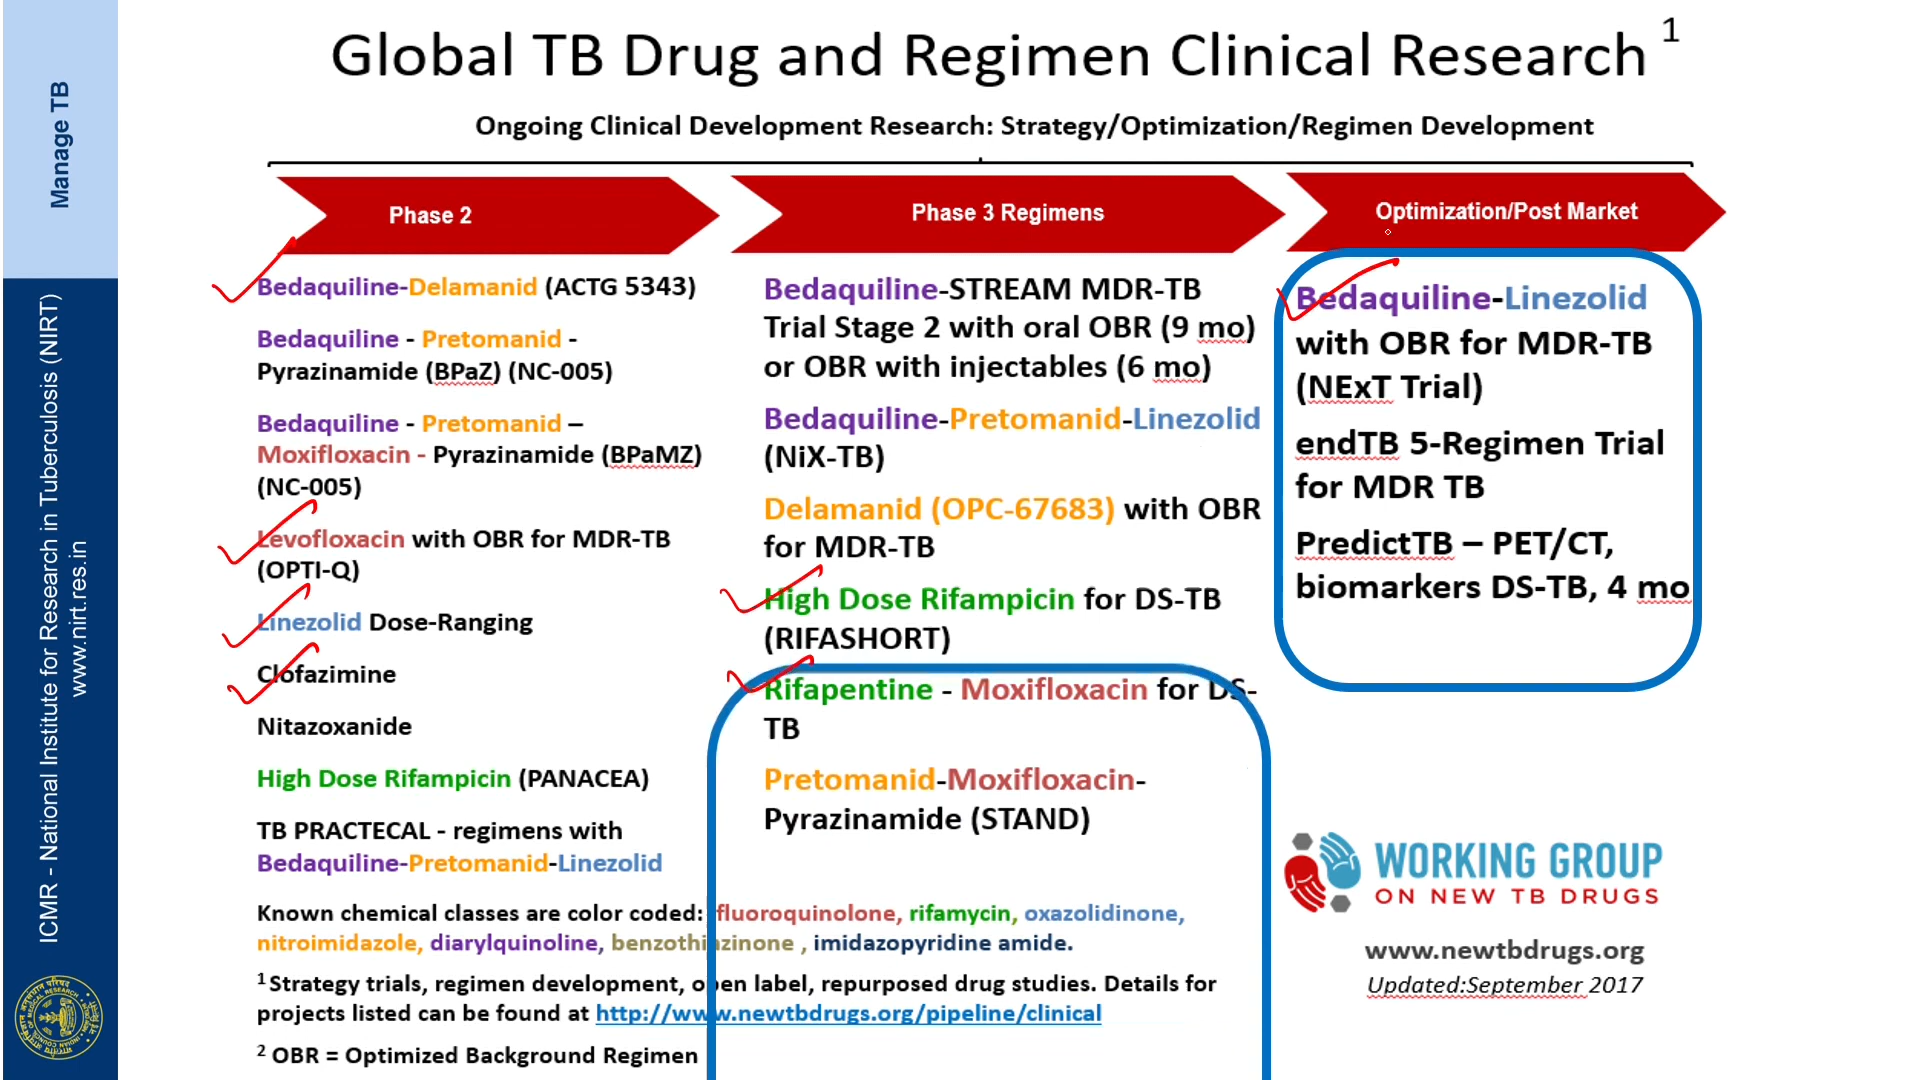 Manage TB
ICMR - National Institute for Research in Tuberculosis (NIRT)
www.nirt.res.in
Global TB Drug and Regimen Clinical Research 1
Ongoing Clinical Development Research: Strategy/Optimization/Regimen Development
Phase 2
Bedaquiline-Delamanid (ACTG 5343)
Bedaquiline - Pretomanid -
Pyrazinamide (BPaZ) (NC-005)
Bedaquiline - Pretomanid –
Moxifloxacin - Pyrazinamide (BPaMZ)
(NC-005)
Levofloxacin with OBR for MDR-TB
(OPTI-Q)
Linezolid Dose-Ranging
Clofazimine
Nitazoxanide
High Dose Rifampicin (PANACEA)
TB PRACTECAL - regimens with
Bedaquiline-Pretomanid-Linezolid
Phase 3 Regimens
Bedaquiline-STREAM MDR-TB
Trial Stage 2 with oral OBR (9 mo)
or OBR with injectables (6 mo)
Bedaquiline-Pretomanid-Linezolid
(NiX-TB)
Delamanid (OPC-67683) with OBR
for MDR-TB
High Dose Rifampicin for DS-TB
(RIFASHORT)
Rifapentine - Moxifloxacin for DS-
TB
Pretomanid-Moxifloxacin-
Pyrazinamide (STAND)
Optimization/Post Market
Bedaquiline-Linezolid
with OBR for MDR-TB
(NExT Trial)
endTB 5-Regimen Trial
for MDR TB
PredictTB – PET/CT,
biomarkers DS-TB, 4 mo
Known chemical classes are color coded: fluoroquinolone, rifamycin, oxazolidinone,
nitroimidazole, diarylquinoline, benzothiazinone , imidazopyridine amide.
1 Strategy trials, regimen development, open label, repurposed drug studies. Details for
projects listed can be found at http://www.newtbdrugs.org/pipeline/clinical
2 OBR = Optimized Background Regimen
WORKING GROUP
ON NEW TB DRUGS
www.newtbdrugs.org
Updated:September 2017